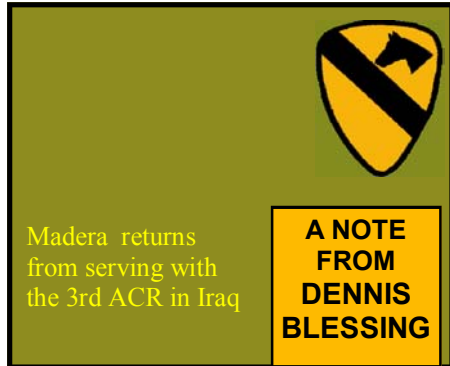 Madera returns
from serving with
the 3rd ACR in Iraq
A NOTE
FROM
DENNIS
BLESSING